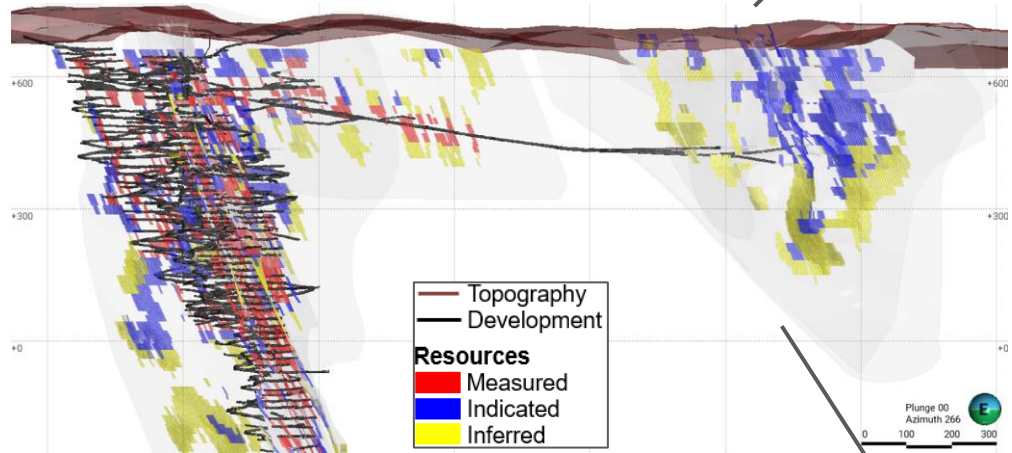 +600
+300
+300
+0
+0
Topography
Development
Resources
Measured
Indicated
Inferred
Plunge 00
Azimuth 266
E
0 100 200 300